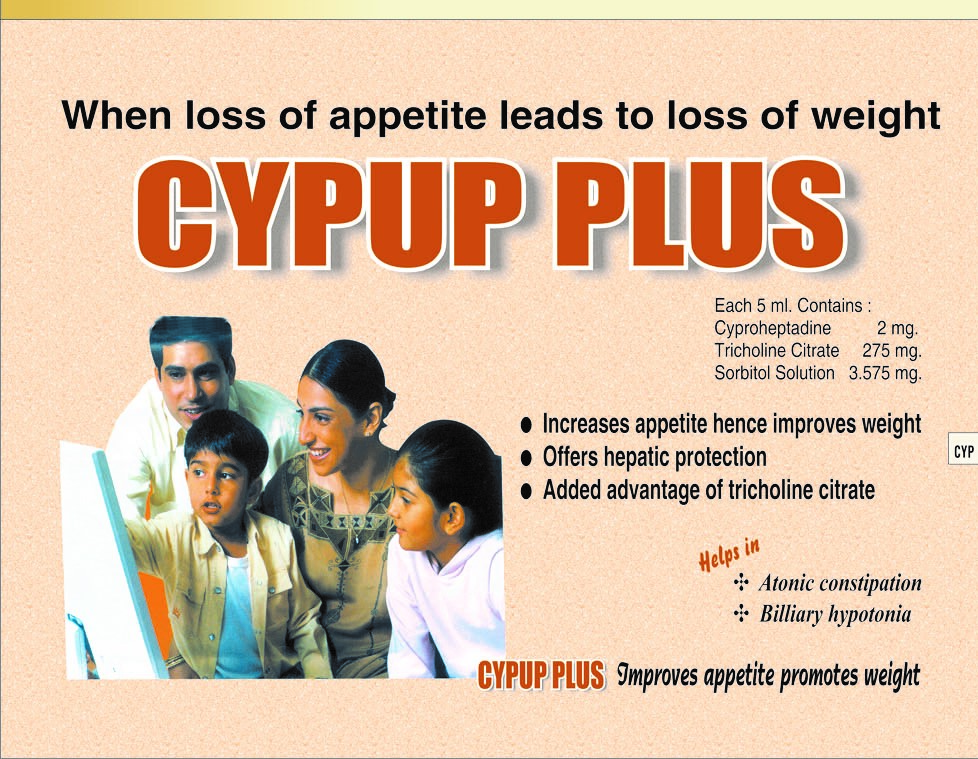 When loss of appetite leads to loss of weight
CYPUP PLUS
Each 5 ml. Contains :
Cyproheptadine 2 mg.
Tricholine Citrate 275 mg.
Sorbitol Solution 3.575 mg.
● Increases appetite hence improves weight
● Offers hepatic protection
● Added advantage of tricholine citrate
CYP
Helps in
✣ Atonic constipation
✣ Billiary hypotonia
CYPUP PLUS Improves appetite promotes weight